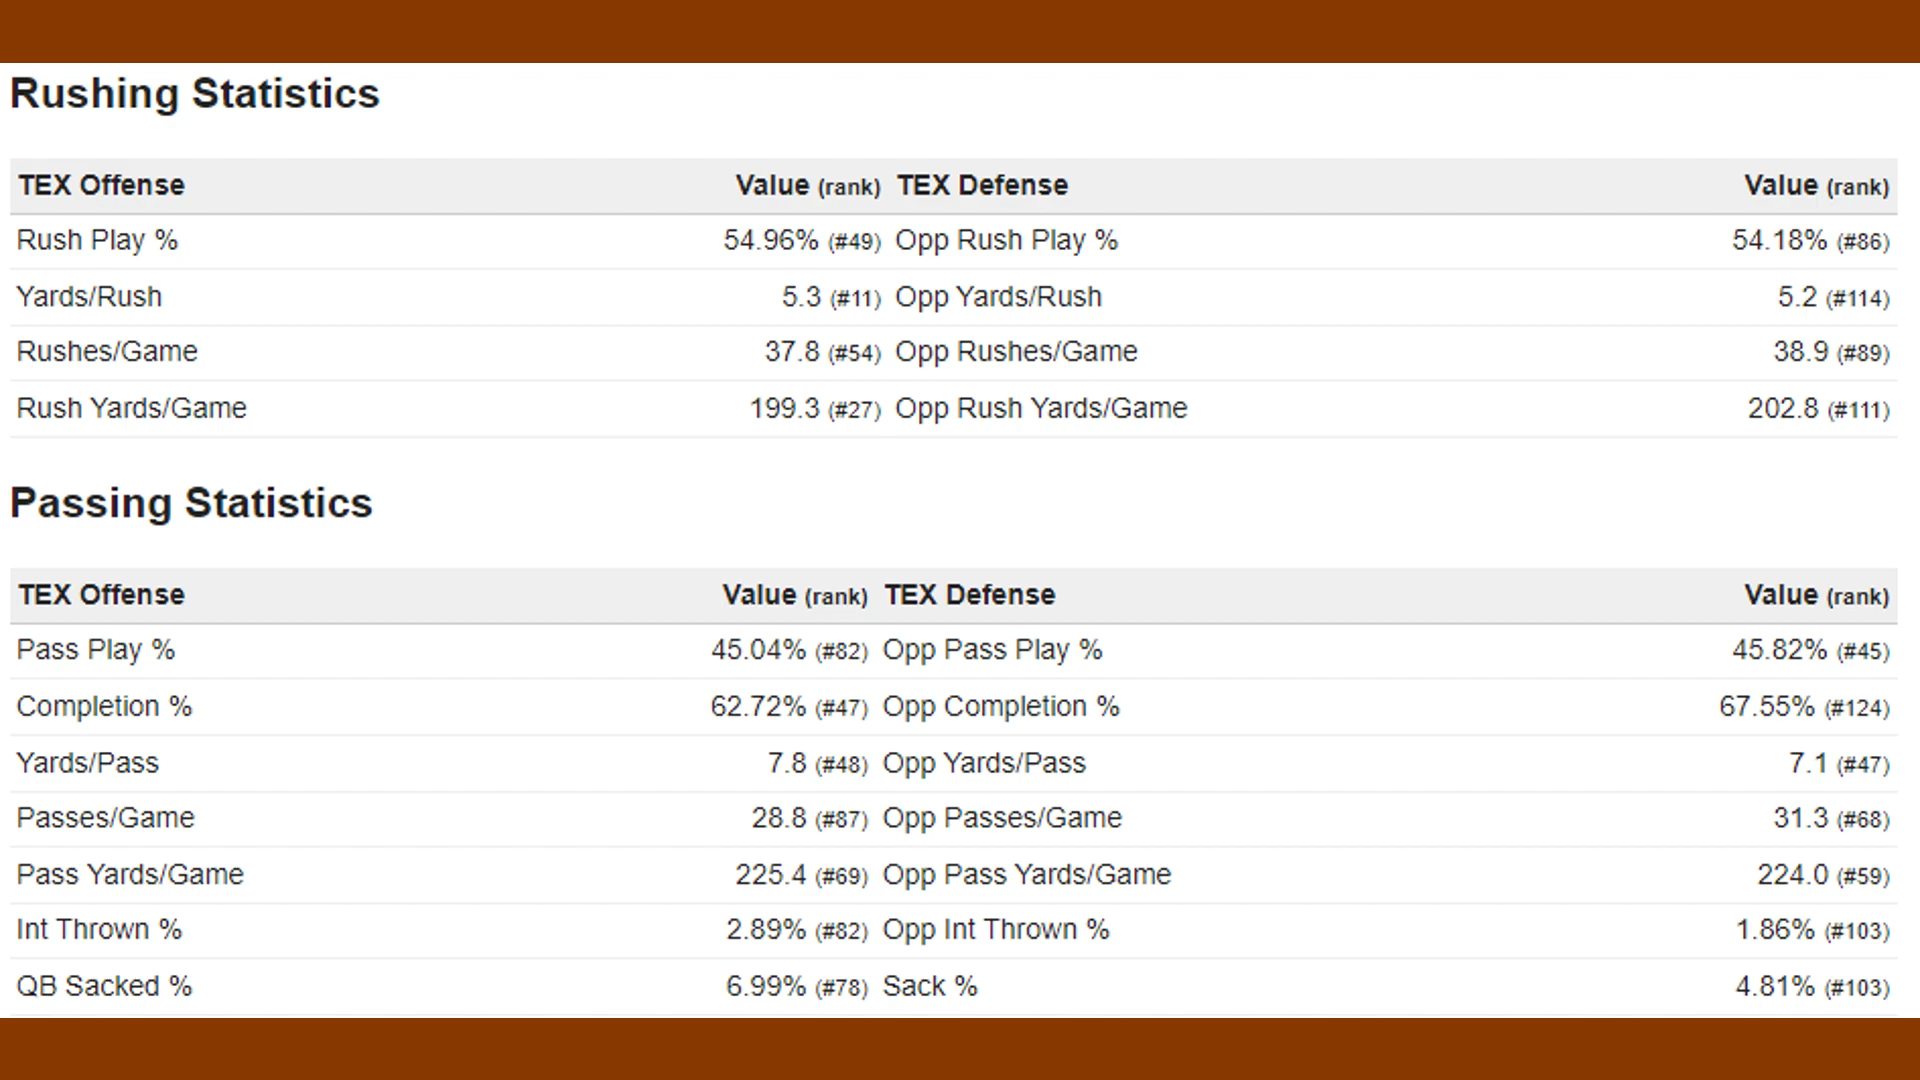 Rushing Statistics
TEX Offense Value (rank) TEX Defense Value (rank)
Rush Play % 54.96% (#49) Opp Rush Play % 54.18% (#86)
Yards/Rush 5.3 (#11) Opp Yards/Rush 5.2 (#114)
Rushes/Game 37.8 (#54) Opp Rushes/Game 38.9 (#89)
Rush Yards/Game 199.3 (#27) Opp Rush Yards/Game 202.8 (#111)
Passing Statistics
TEX Offense Value (rank) TEX Defense Value (rank)
Pass Play % 45.04% (#82) Opp Pass Play % 45.82% (#45)
Completion % 62.72% (#47) Opp Completion % 67.55% (#124)
Yards/Pass 7.8 (#48) Opp Yards/Pass 7.1 (#47)
Passes/Game 28.8 (#87) Opp Passes/Game 31.3 (#68)
Pass Yards/Game 225.4 (#69) Opp Pass Yards/Game 224.0 (#59)
Int Thrown % 2.89% (#82) Opp Int Thrown % 1.86% (#103)
QB Sacked % 6.99% (#78) Sack % 4.81% (#103)